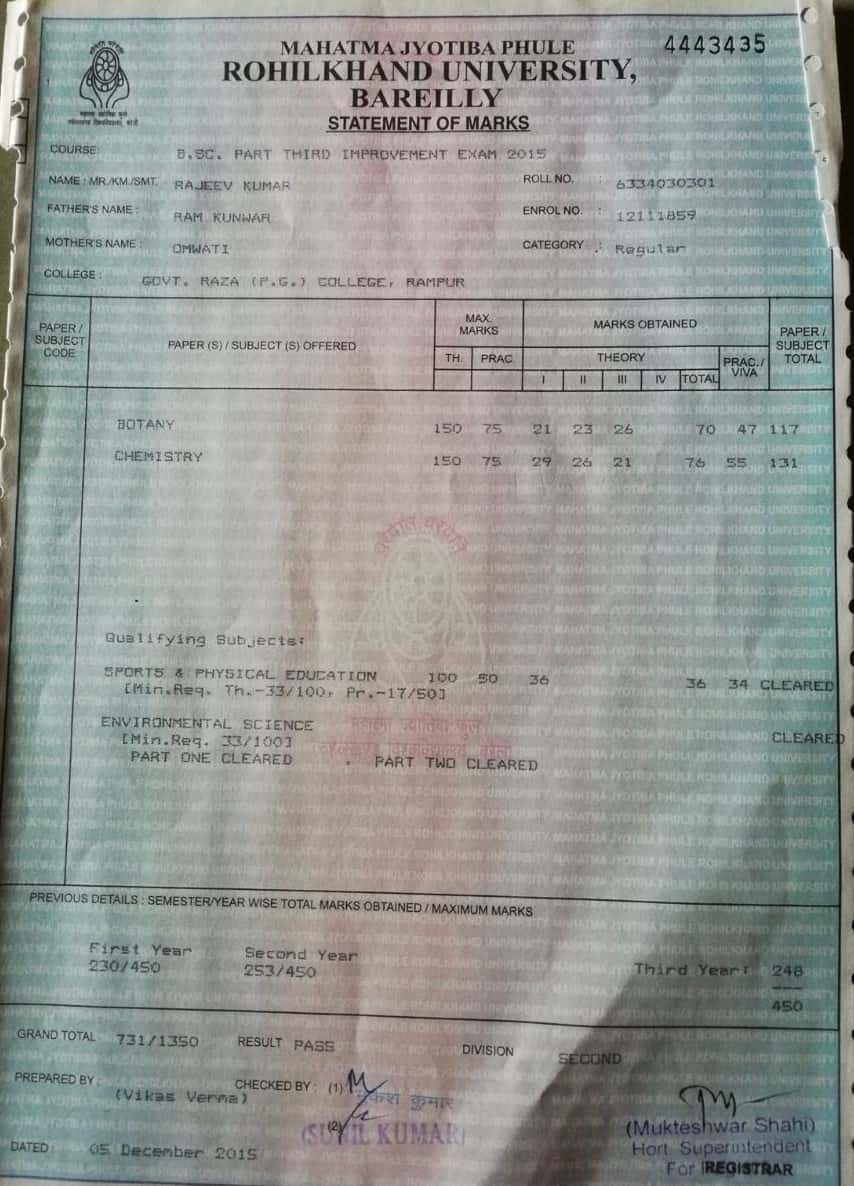 4443435
MAHATMA JYOTIBA PHULE
ROHILKHAND UNIVERSITY,
BAREILLY
STATEMENT OF MARKS
COURSE: B.SC. PART THIRD IMPROVEMENT EXAM 2015
NAME : MR./KM./SMT. RAJEEV KUMAR ROLL NO. : 6334030301
FATHER'S NAME : RAM KUNWAR ENROL NO. : 12111859
MOTHER'S NAME : OMWATI CATEGORY : Regular
COLLEGE : GOVT. RAZA (P.G.) COLLEGE, RAMPUR
PAPER / SUBJECT CODE PAPER (S) / SUBJECT (S) OFFERED MAX. MARKS MARKS OBTAINED PAPER / SUBJECT TOTAL
TH. PRAC. THEORY PRAC./ VIVA
I II III IV TOTAL
BOTANY 150 75 21 23 26 70 47 117
CHEMISTRY 150 75 29 26 21 76 55 131
Qualifying Subjects:
SPORTS & PHYSICAL EDUCATION 100 50 36 36 34 CLEARED
[Min.Req. Th.-33/100, Pr.-17/50]
ENVIRONMENTAL SCIENCE CLEARED
[Min.Req. 33/100]
PART ONE CLEARED . PART TWO CLEARED
PREVIOUS DETAILS : SEMESTER/YEAR WISE TOTAL MARKS OBTAINED / MAXIMUM MARKS
First Year Second Year Third Year: 248
230/450 253/450 ---
450
GRAND TOTAL 731/1350 RESULT PASS DIVISION SECOND
PREPARED BY : (Vikas Verma) CHECKED BY : (1) मुकेश कुमार
(2) (SUNIL KUMAR)
(Mukteshwar Shahi)
Hort Superintendent
For REGISTRAR
DATED : 05 December 2015